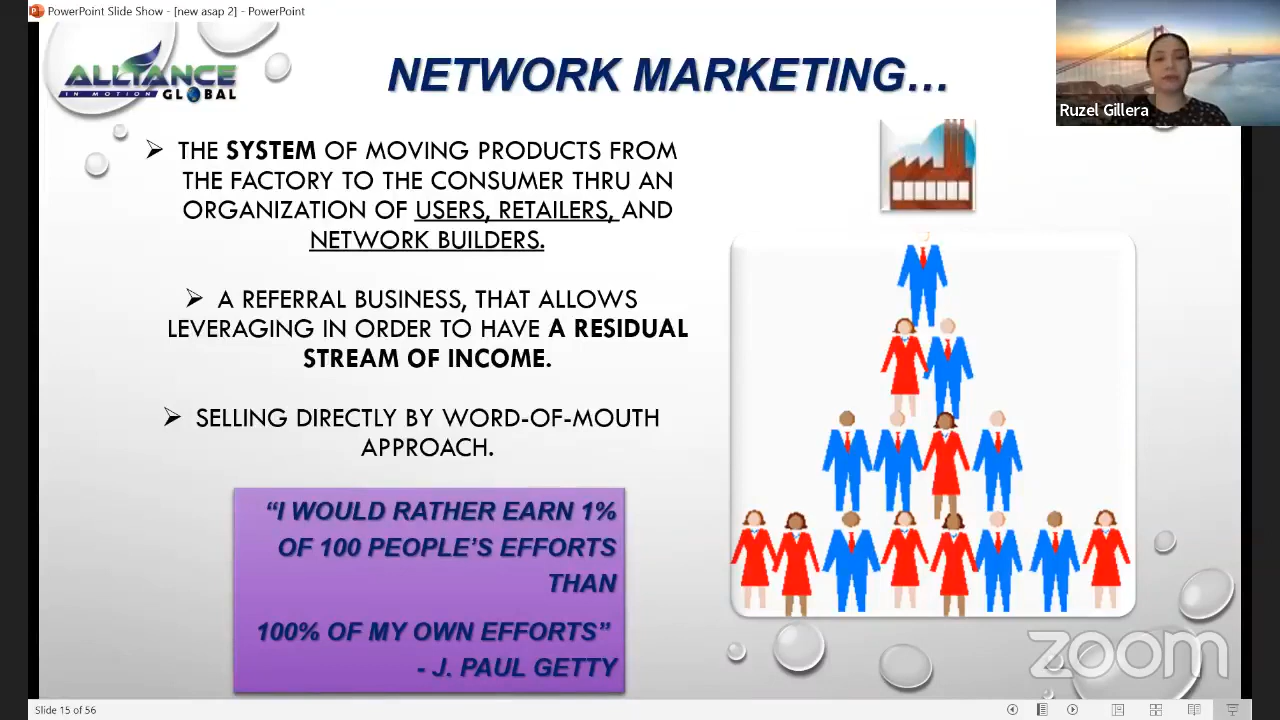 PowerPoint Slide Show - [new asap 2] - PowerPoint
ALLIANCE
IN MOTION GLOBAL
NETWORK MARKETING...
Ruzel Gillera
THE SYSTEM OF MOVING PRODUCTS FROM
THE FACTORY TO THE CONSUMER THRU AN
ORGANIZATION OF USERS, RETAILERS, AND
NETWORK BUILDERS.
A REFERRAL BUSINESS, THAT ALLOWS
LEVERAGING IN ORDER TO HAVE A RESIDUAL
STREAM OF INCOME.
SELLING DIRECTLY BY WORD-OF-MOUTH
APPROACH.
“I WOULD RATHER EARN 1%
OF 100 PEOPLE’S EFFORTS
THAN
100% OF MY OWN EFFORTS”
- J. PAUL GETTY
zoom
Slide 15 of 56